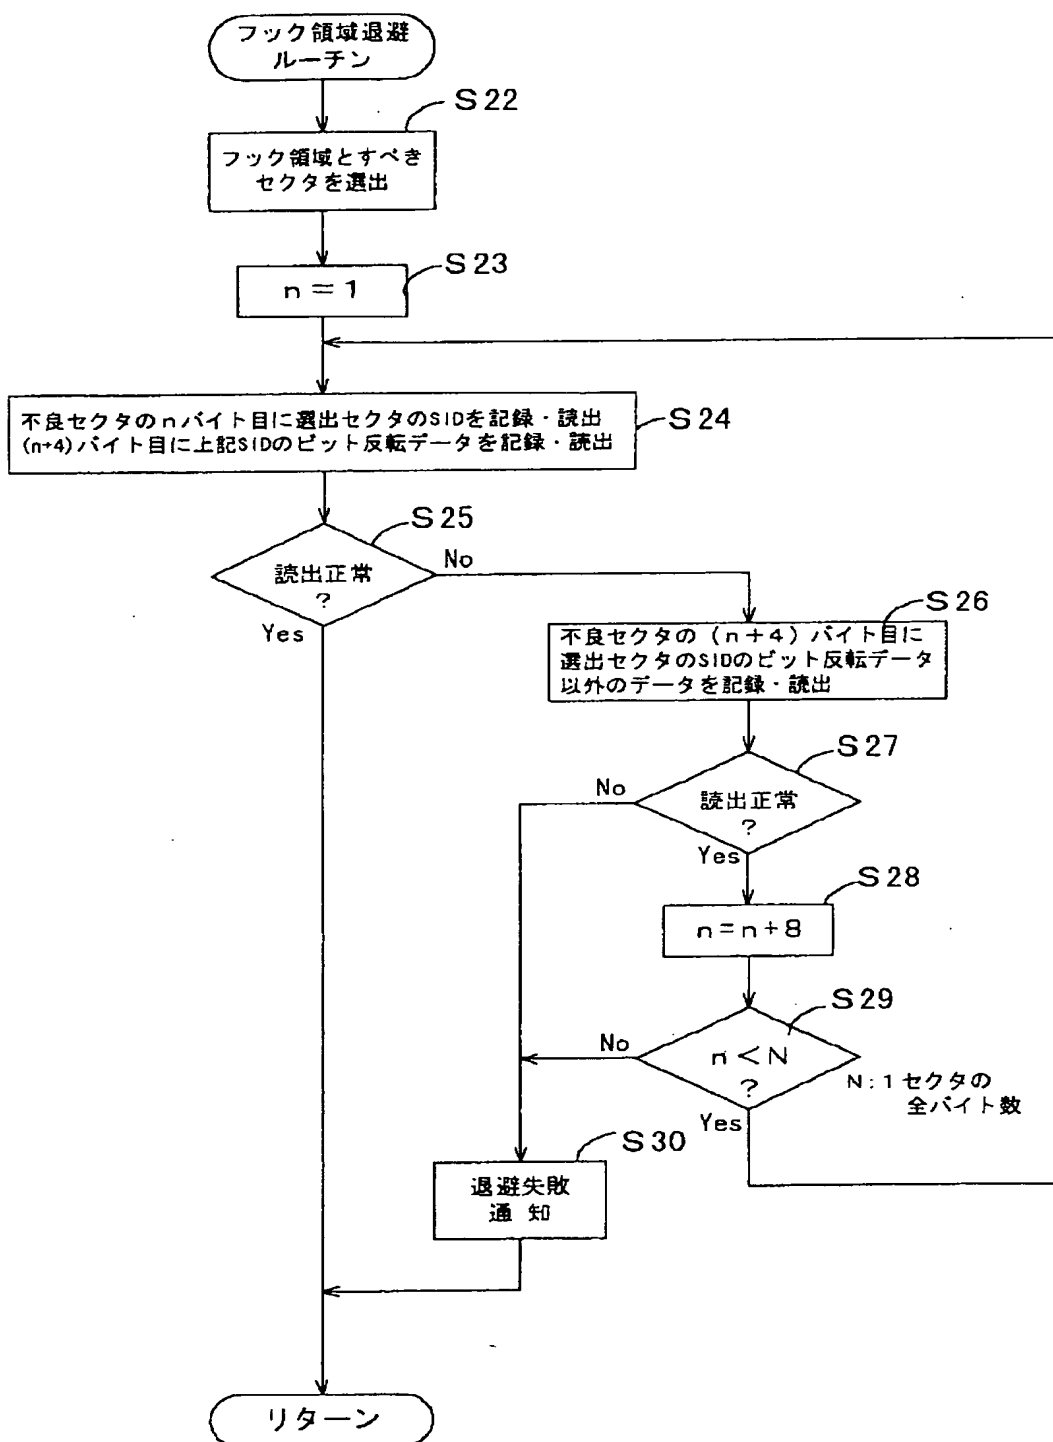 フック領域退避
ルーチン
S22
フック領域とすべき
セクタを選出
S23
n=1
不良セクタのnバイト目に選出セクタのSIDを記録・読出
(n+4)バイト目に上記SIDのビット反転データを記録・読出
S24
S25
読出正常
?
No
Yes
S26
不良セクタの(n+4)バイト目に
選出セクタのSIDのビット反転データ
以外のデータを記録・読出
S27
No
読出正常
?
Yes
S28
n=n+8
S29
No
n<N
?
N:1セクタの
全バイト数
Yes
S30
退避失敗
通 知
リターン